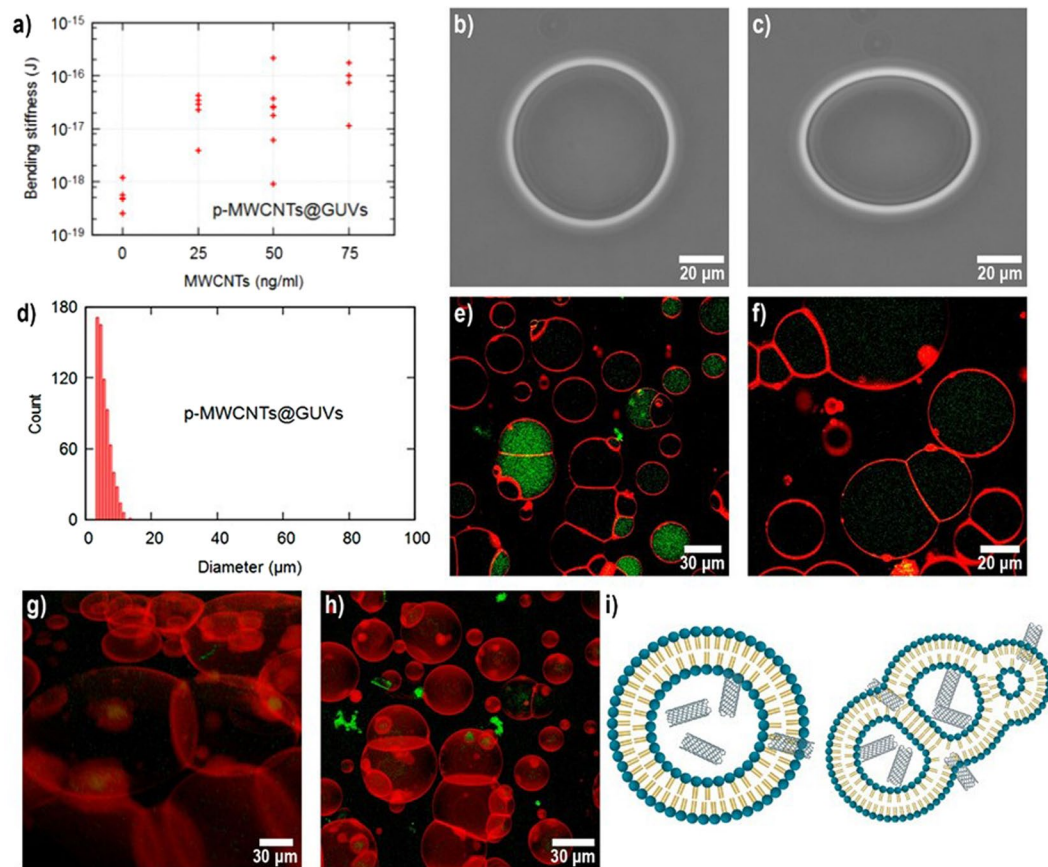 a)
10⁻¹⁵
10⁻¹⁶
10⁻¹⁷
10⁻¹⁸
10⁻¹⁹
Bending stiffness (J)
p-MWCNTs@GUVs
0 25 50 75
MWCNTs (ng/ml)
b)
20 µm
c)
20 µm
d)
180
120
60
0
Count
p-MWCNTs@GUVs
0 20 40 60 80 100
Diameter (µm)
e)
30 µm
f)
20 µm
g)
30 µm
h)
30 µm
i)